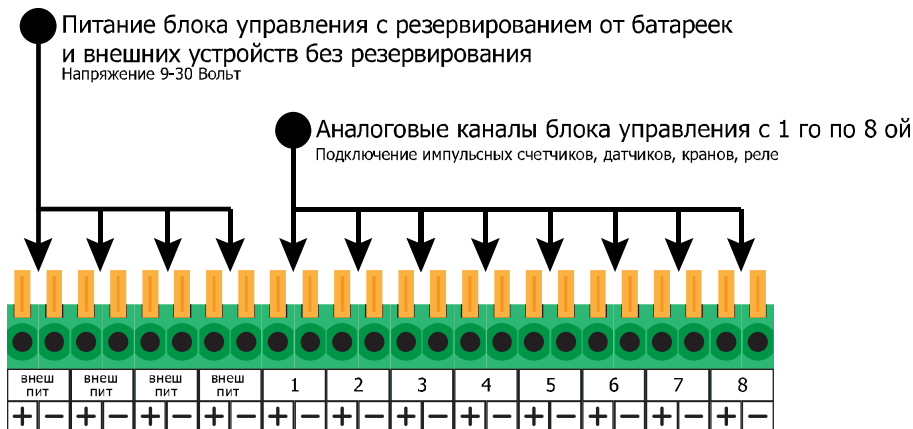 Питание блока управления с резервированием от батареек
и внешних устройств без резервирования
Напряжение 9-30 Вольт
Аналоговые каналы блока управления с 1 го по 8 ой
Подключение импульсных счетчиков, датчиков, кранов, реле
внеш внеш внеш внеш
пит пит пит пит 1 2 3 4 5 6 7 8
+ − + − + − + − + − + − + − + − + − + − + − + −